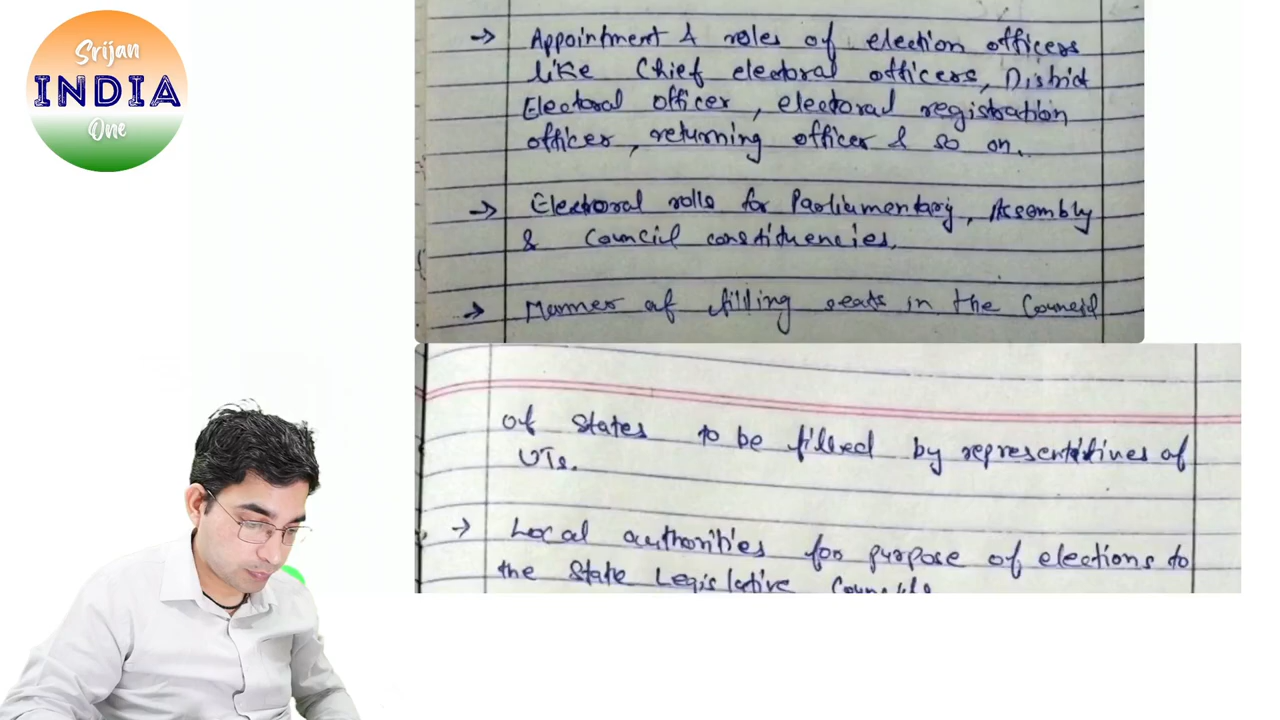 Srijan
INDIA
One
→ Appointment & roles of election officers
like Chief electoral officers, District
Electoral officer, electoral registration
officer, returning officer & so on.
→ Electoral rolls for Parliamentary, Assembly
& Council constituencies.
→ Manner of filling seats in the Council
of States to be filled by representatives of
UTs.
→ Local authorities for purpose of elections to
the State Legislative Councils